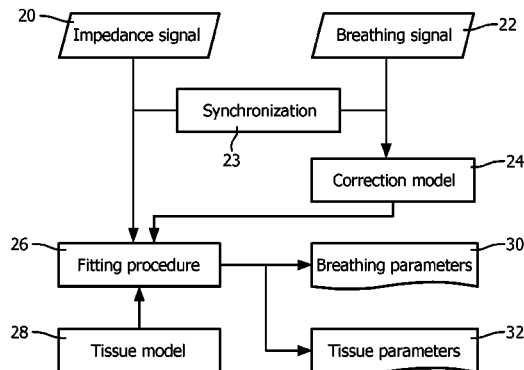 20
Impedance signal
Breathing signal
22
Synchronization
23
24
Correction model
26
Fitting procedure
30
Breathing parameters
28
Tissue model
32
Tissue parameters